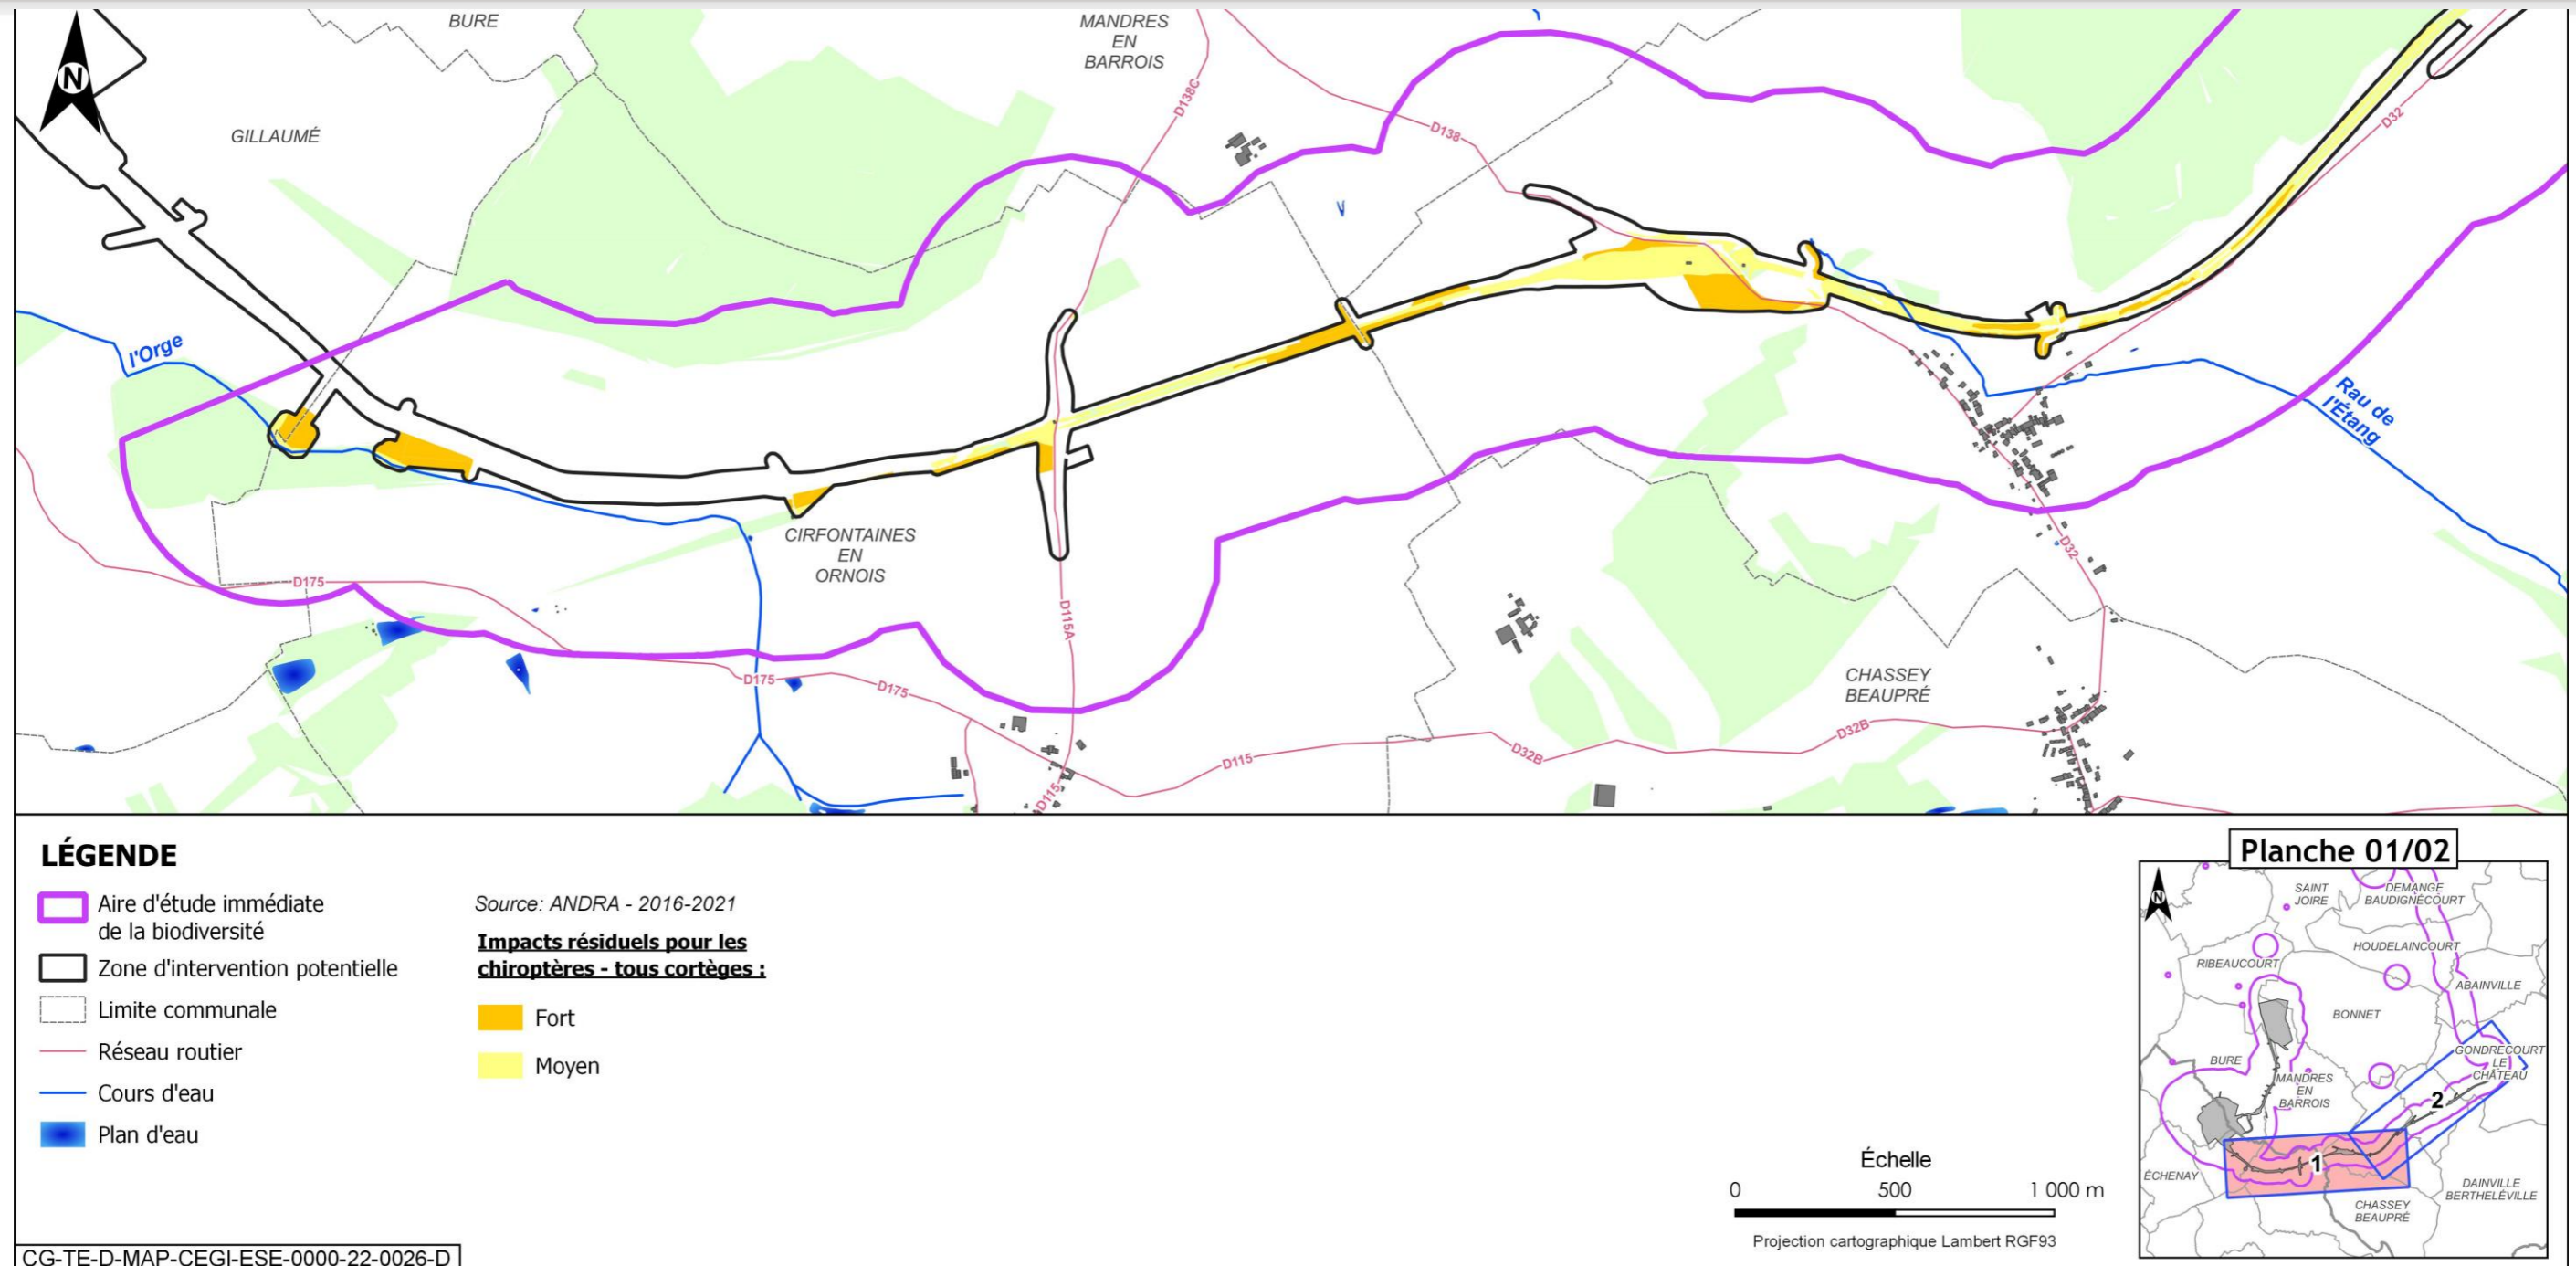 BURE
MANDRES
EN
BARROIS
N
GILLAUMÉ
D138C
D138
D32
l'Orge
Rau de
l'Étang
CIRFONTAINES
EN
ORNOIS
D175
D115A
D32
D175
D175
CHASSEY
BEAUPRÉ
D115
D32B
D32B
D115
LÉGENDE
Aire d'étude immédiate
de la biodiversité
Zone d'intervention potentielle
Limite communale
Réseau routier
Cours d'eau
Plan d'eau
Source: ANDRA - 2016-2021
Impacts résiduels pour les
chiroptères - tous cortèges :
Fort
Moyen
Échelle
0 500 1 000 m
Projection cartographique Lambert RGF93
Planche 01/02
N
SAINT
JOIRE
DEMANGE
BAUDIGNÉCOURT
HOUDELAINCOURT
RIBEAUCOURT
ABAINVILLE
BONNET
BURE
GONDRECOURT
LE
CHÂTEAU
MANDRES
EN
BARROIS
2
1
ÉCHENAY
DAINVILLE
BERTHELÉVILLE
CHASSEY
BEAUPRÉ
CG-TE-D-MAP-CEGI-ESE-0000-22-0026-D